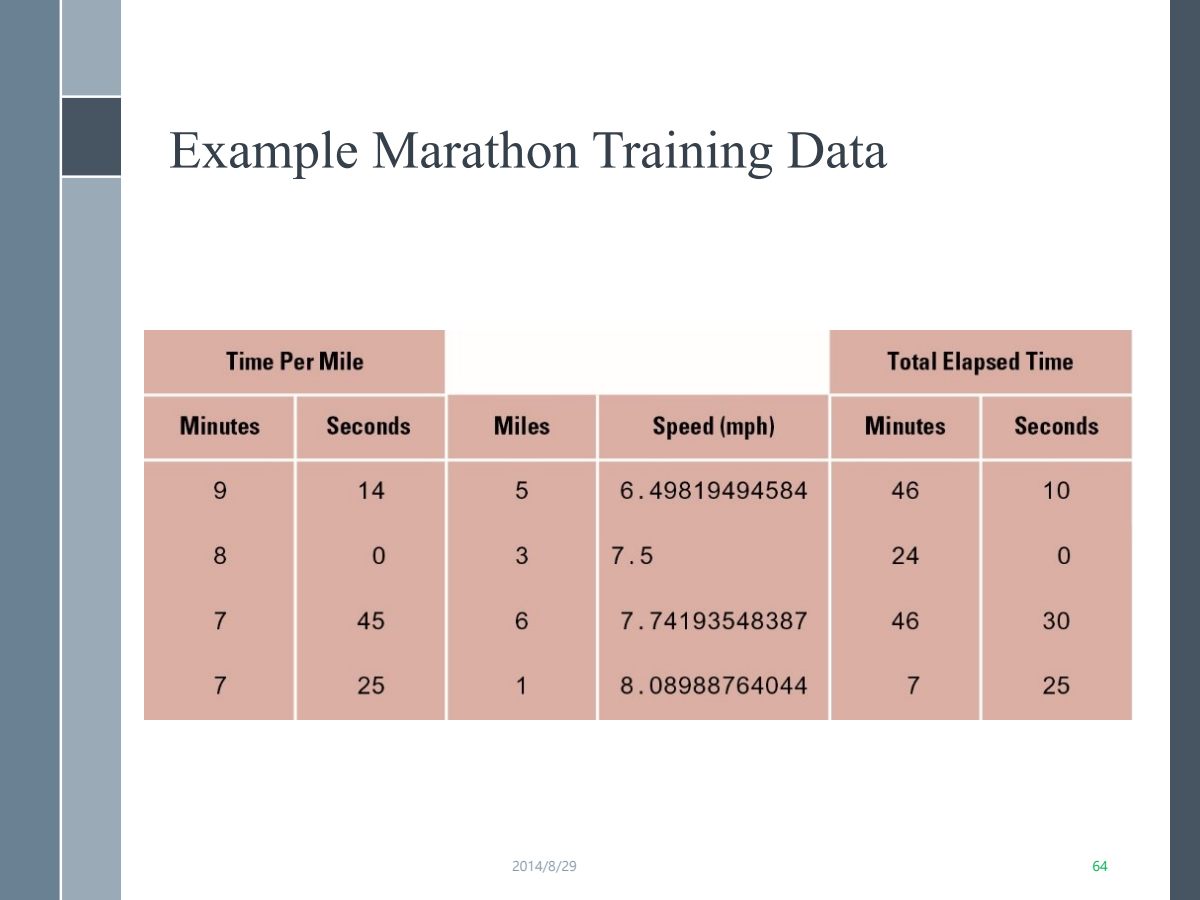 Example Marathon Training Data
Time Per Mile Total Elapsed Time
Minutes Seconds Miles Speed (mph) Minutes Seconds
9 14 5 6.49819494584 46 10
8 0 3 7.5 24 0
7 45 6 7.74193548387 46 30
7 25 1 8.08988764044 7 25
2014/8/29 64